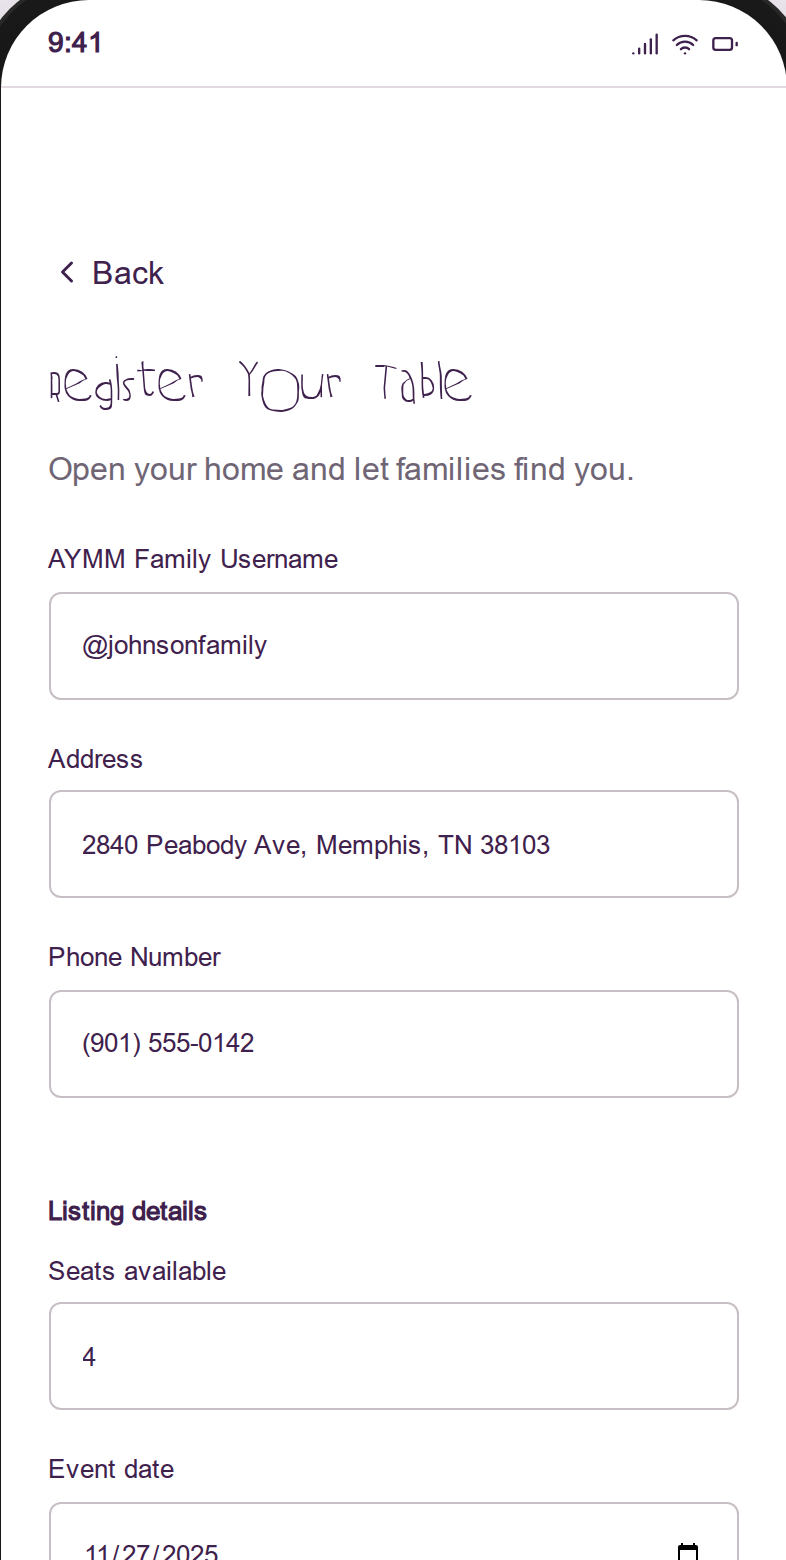 9:41
Back
Register Your Table
Open your home and let families find you.
AYMM Family Username
@johnsonfamily
Address
2840 Peabody Ave, Memphis, TN 38103
Phone Number
(901) 555-0142
Listing details
Seats available
4
Event date
11/27/2025